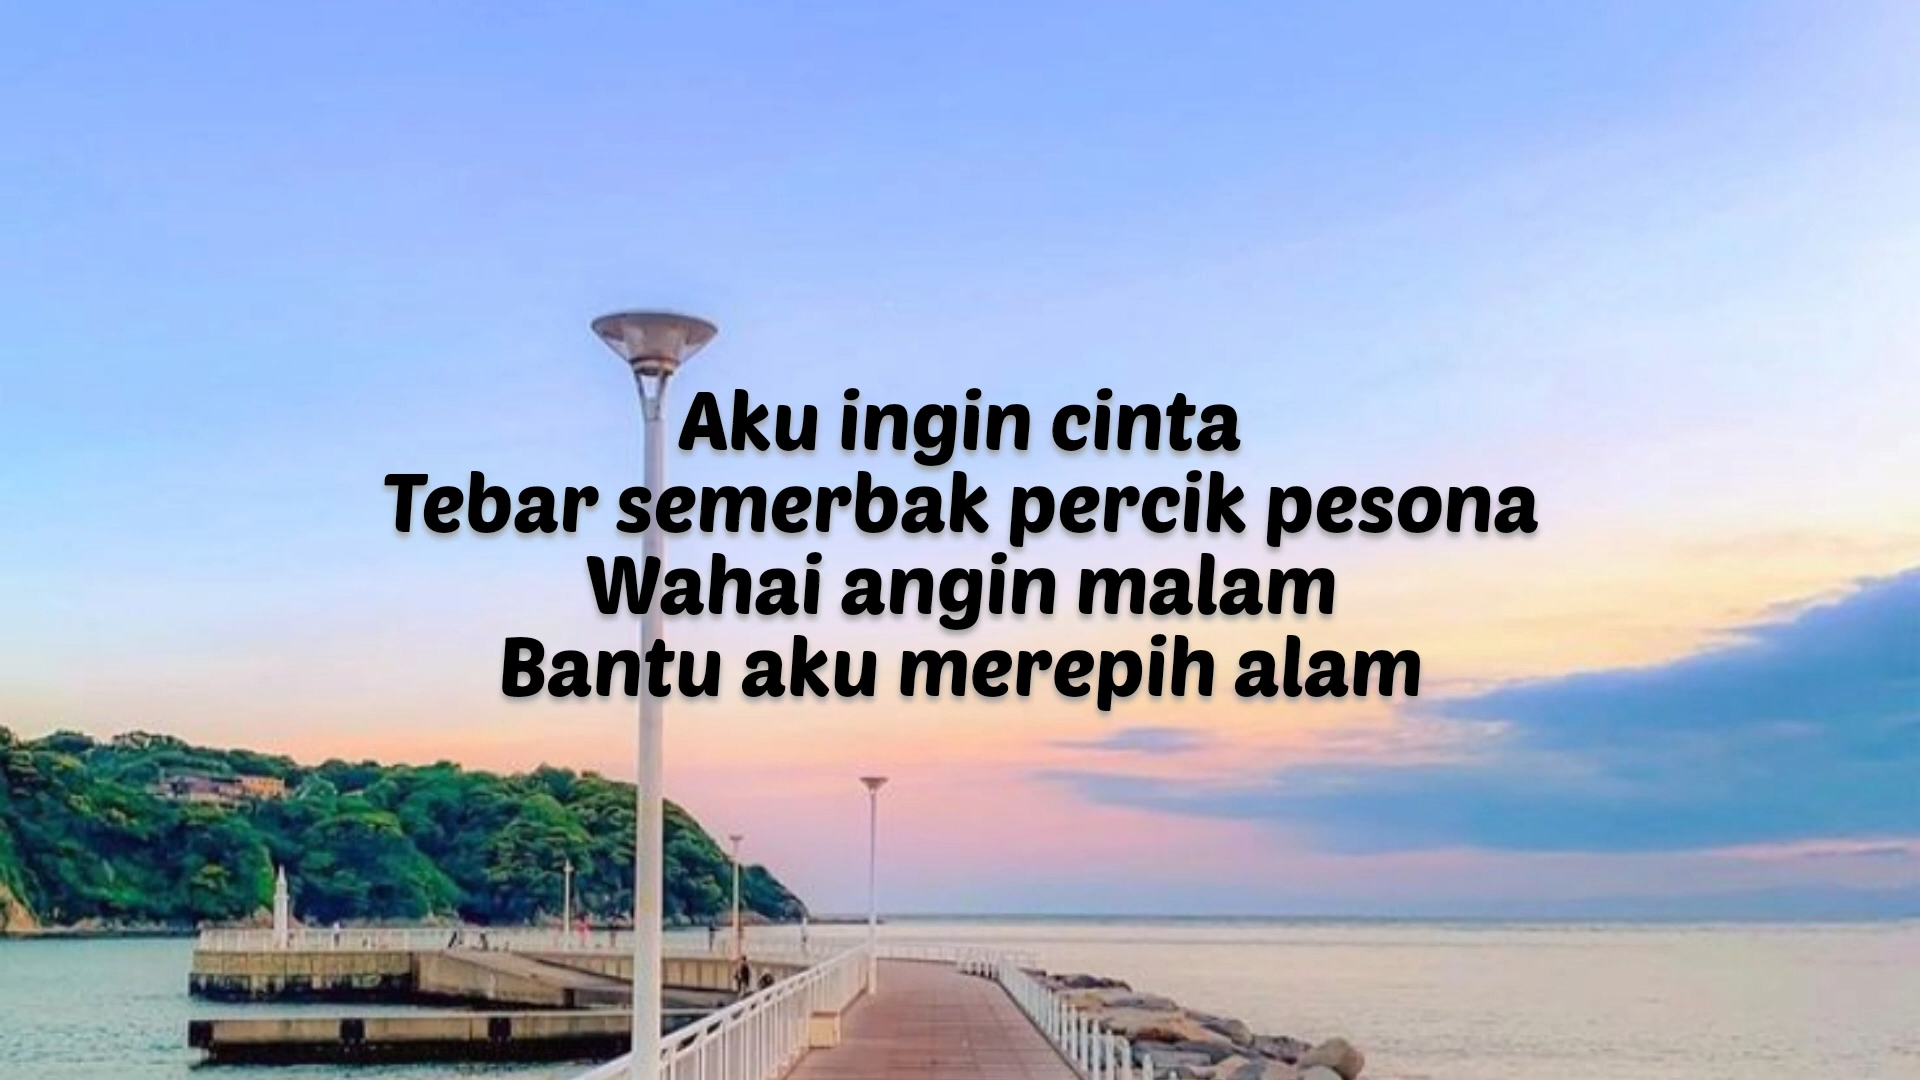 Aku ingin cinta
Tebar semerbak percik pesona
Wahai angin malam
Bantu aku merepih alam